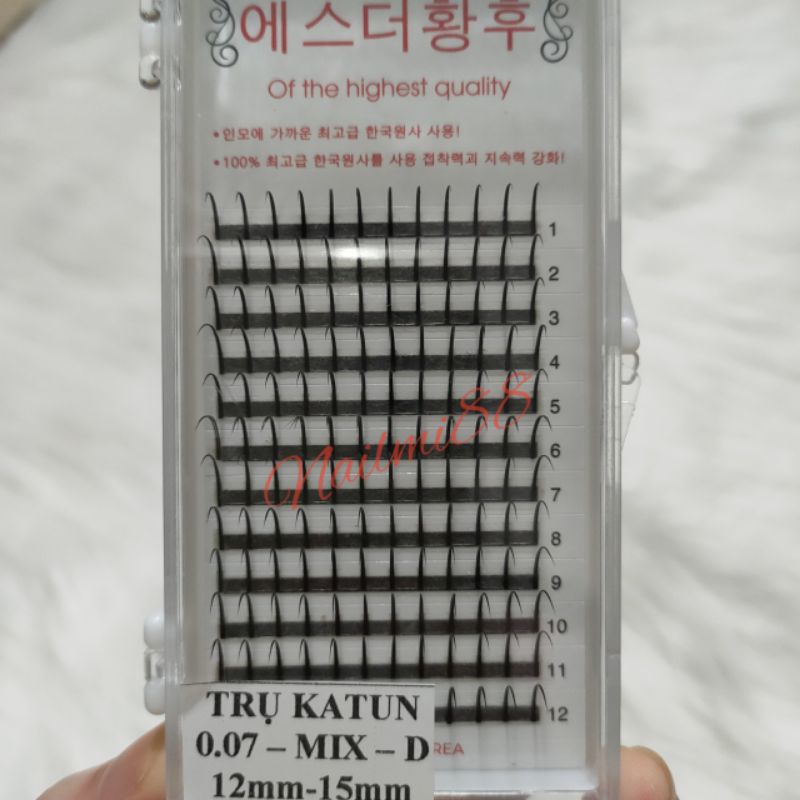 에스더황후
Of the highest quality
•인모에 가까운 최고급 한국원사 사용!
•100% 최고급 한국원사를 사용 접착력과 지속력 강화!
1
2
3
4
5
6
7
8
9
10
11
12
Nailmi88
TRỤ KATUN
0.07 – MIX – D
12mm-15mm